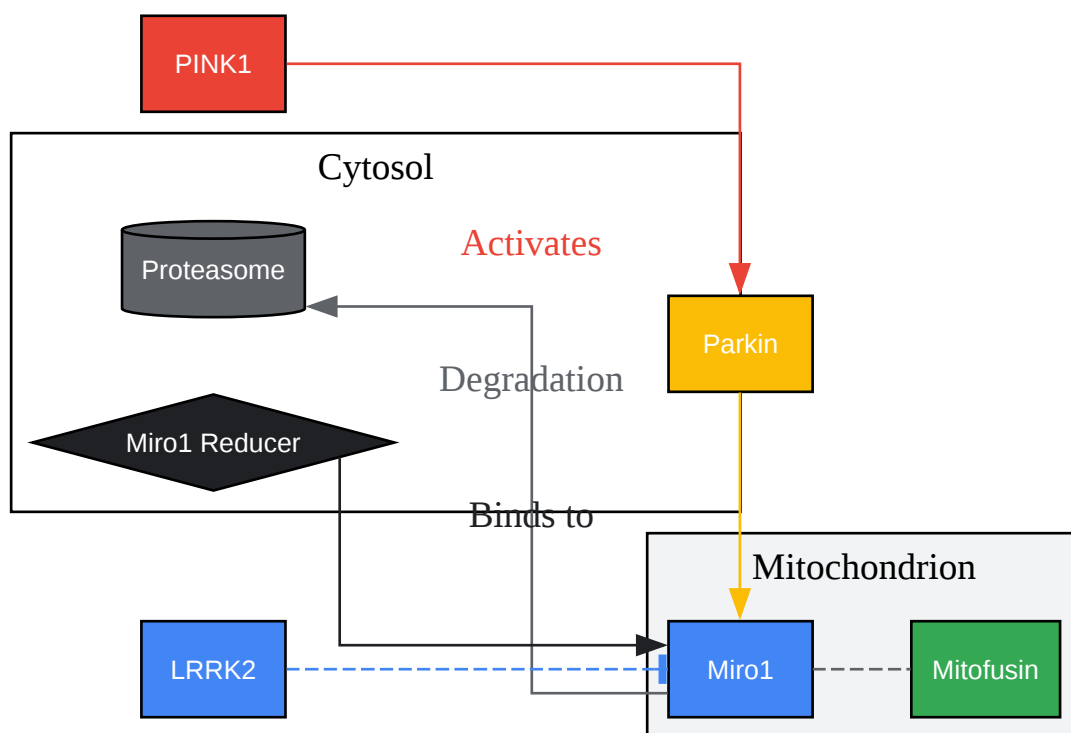 PINK1
Cytosol
Activates
Proteasome
Parkin
Degradation
Miro1 Reducer
Binds to
Mitochondrion
LRRK2
Miro1
Mitofusin